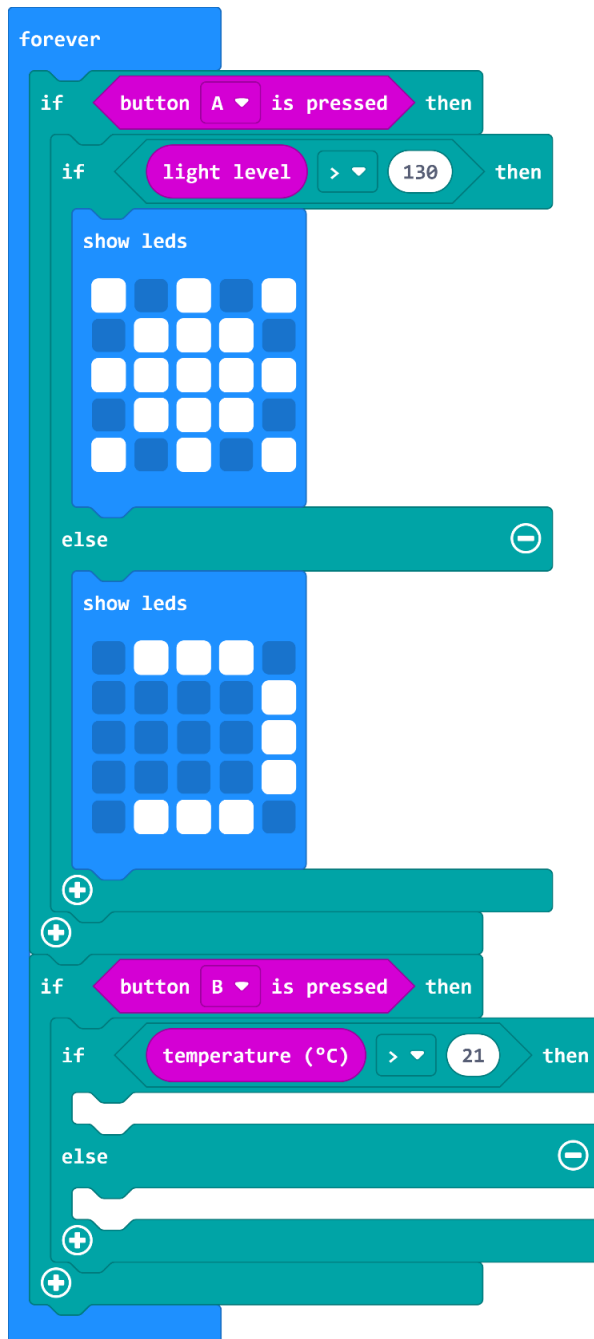 forever
if button A is pressed then
if light level > 130 then
show leds
else
show leds
if button B is pressed then
if temperature (°C) > 21 then
else